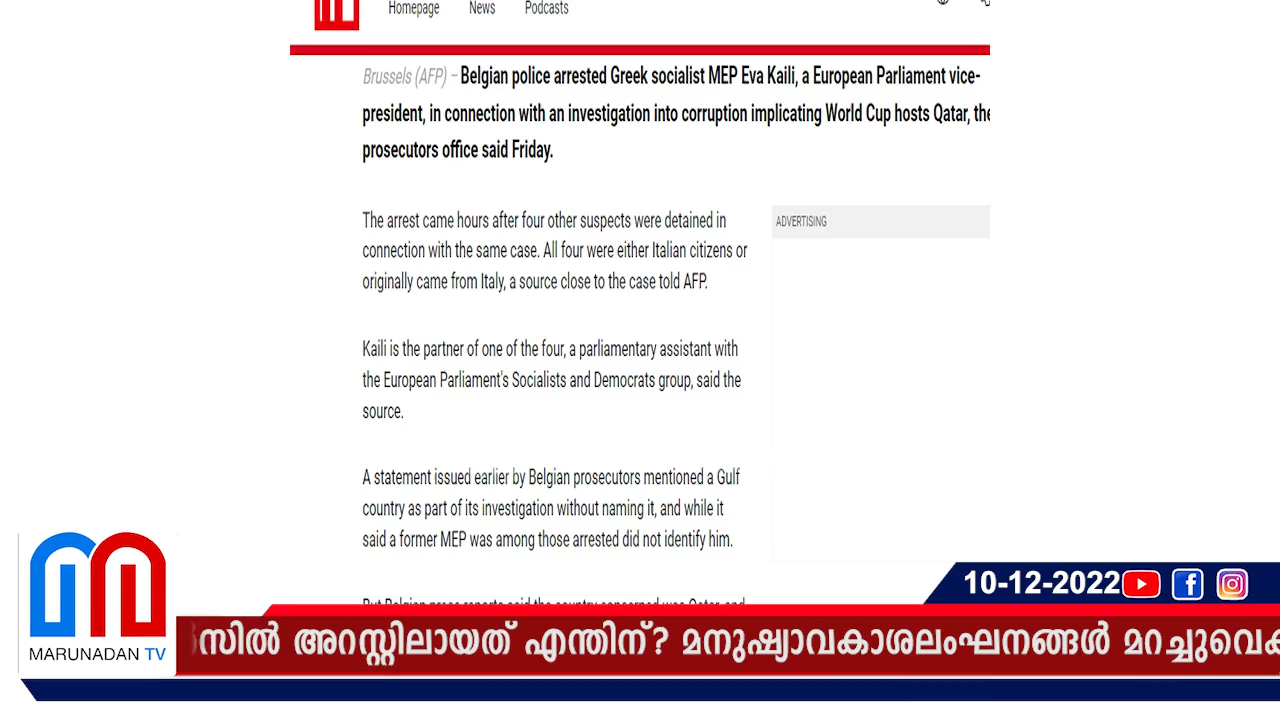 Homepage News Podcasts
Brussels (AFP) – Belgian police arrested Greek socialist MEP Eva Kaili, a European Parliament vice-
president, in connection with an investigation into corruption implicating World Cup hosts Qatar, the
prosecutors office said Friday.
The arrest came hours after four other suspects were detained in
connection with the same case. All four were either Italian citizens or
originally came from Italy, a source close to the case told AFP.
ADVERTISING
Kaili is the partner of one of the four, a parliamentary assistant with
the European Parliament's Socialists and Democrats group, said the
source.
A statement issued earlier by Belgian prosecutors mentioned a Gulf
country as part of its investigation without naming it, and while it
said a former MEP was among those arrested did not identify him.
But Belgian press reports said the country concerned was Qatar, and
10-12-2022
MARUNADAN TV
അറസ്റ്റിലായത് എന്തിന്? മനുഷ്യാവകാശലംഘനങ്ങൾ